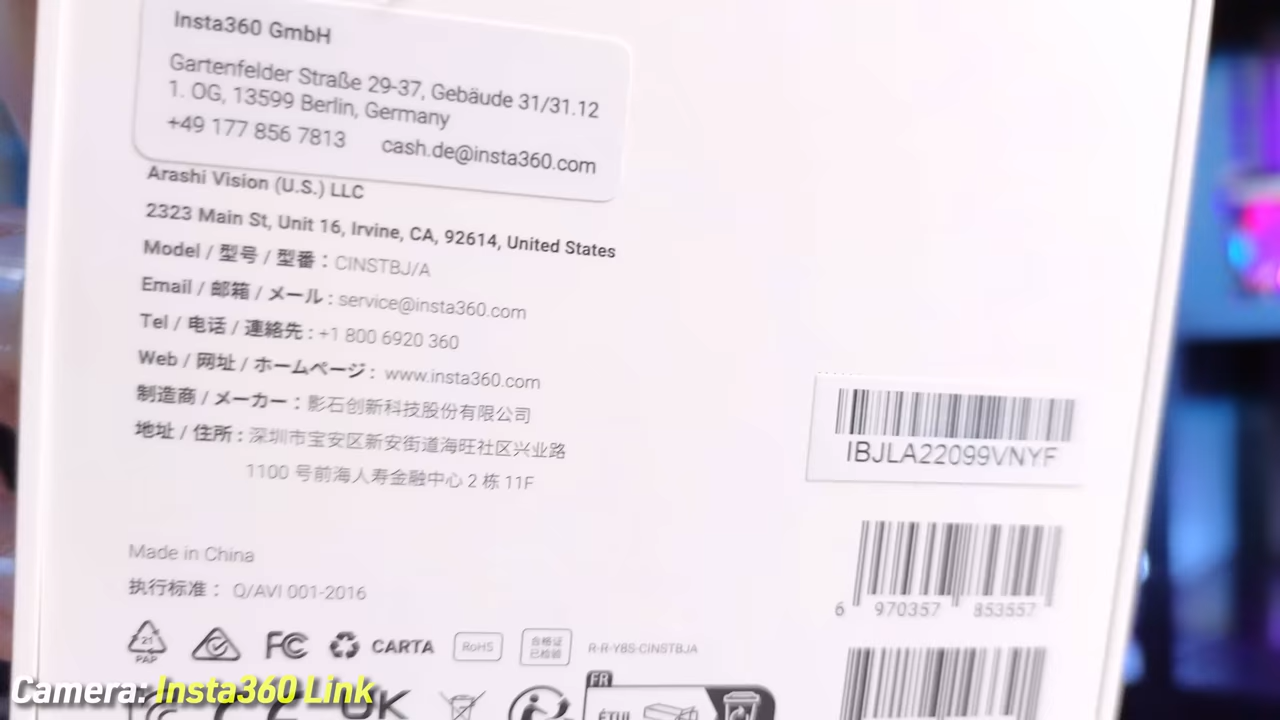 Insta360 GmbH
Gartenfelder Straße 29-37, Gebäude 31/31.12
1. OG, 13599 Berlin, Germany
+49 177 856 7813 cash.de@insta360.com
Arashi Vision (U.S.) LLC
2323 Main St, Unit 16, Irvine, CA, 92614, United States
Model / 型号 / 型番：CINSTBJ/A
Email / 邮箱 / メール : service@insta360.com
Tel / 电话 / 連絡先 : +1 800 6920 360
Web / 网址 / ホームページ : www.insta360.com
制造商 / メーカー：影石创新科技股份有限公司
地址 / 住所 : 深圳市宝安区新安街道海旺社区兴业路
1100 号前海人寿金融中心 2 栋 11F
IBJLA22099VNYF
Made in China
执行标准： Q/AVI 001-2016
6 970357 853557
21
PAP
FC
CARTA
RoHS
合格证
已检验
R-R-Y8S-CINSTBJA
FR
CE
UK
ÉTUI
Camera: Insta360 Link